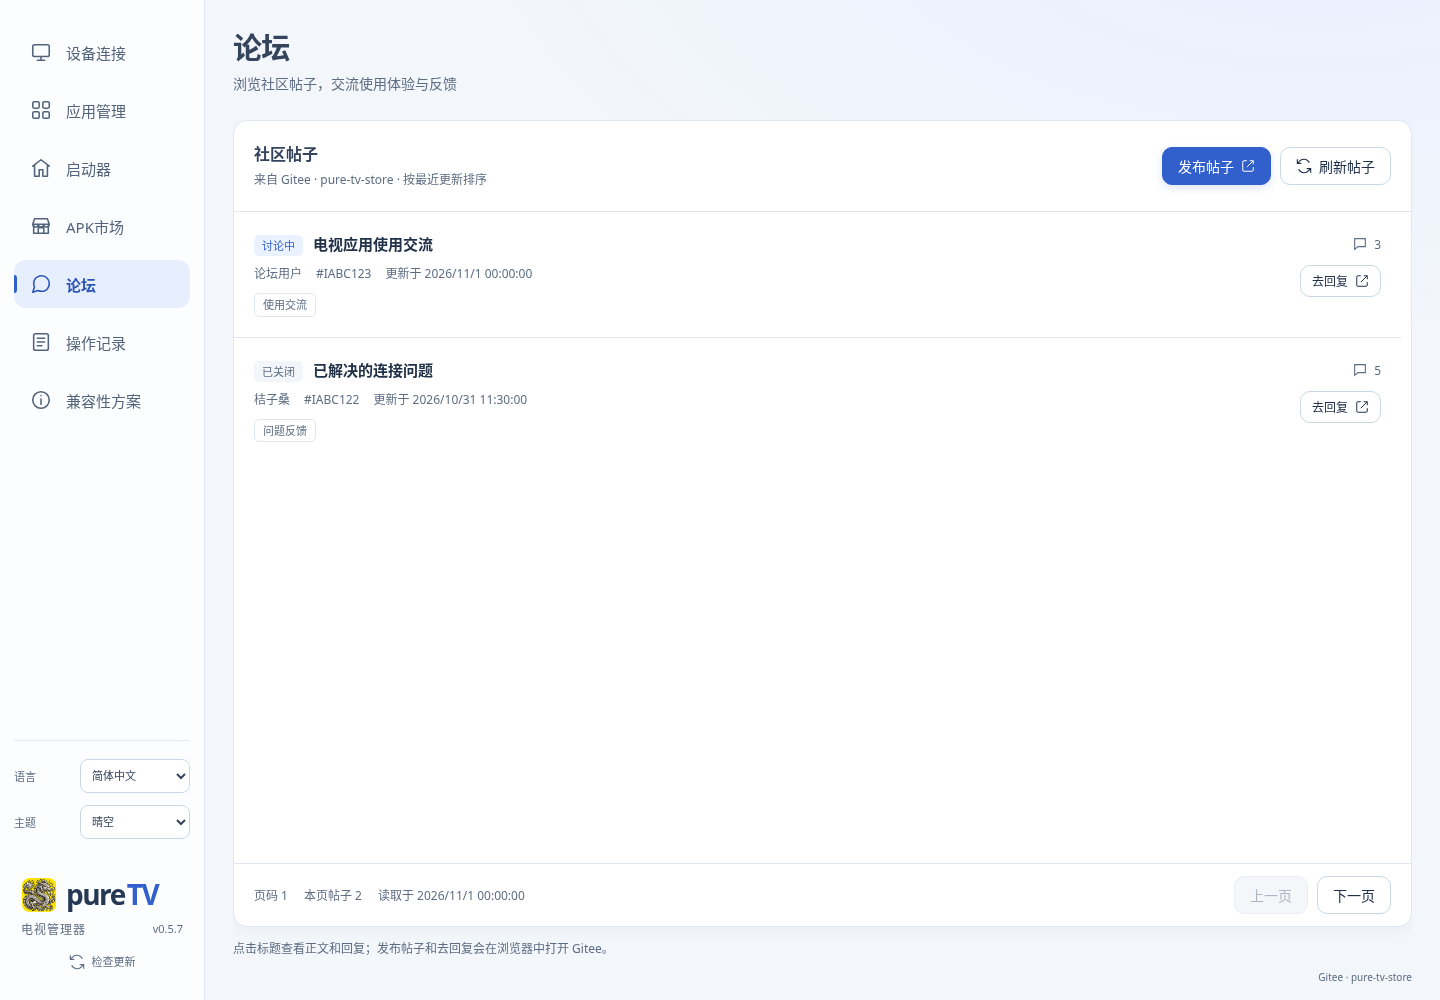 设备连接
应用管理
启动器
APK市场
论坛
操作记录
兼容性方案
语言
简体中文
主题
晴空
pureTV
电视管理器
v0.5.7
检查更新
论坛
浏览社区帖子，交流使用体验与反馈
社区帖子
来自 Gitee · pure-tv-store · 按最近更新排序
发布帖子
刷新帖子
讨论中
电视应用使用交流
3
论坛用户 #IABC123 更新于 2026/11/1 00:00:00
去回复
使用交流
已关闭
已解决的连接问题
5
桔子桑 #IABC122 更新于 2026/10/31 11:30:00
去回复
问题反馈
页码 1 本页帖子 2 读取于 2026/11/1 00:00:00
上一页
下一页
点击标题查看正文和回复；发布帖子和去回复会在浏览器中打开 Gitee。
Gitee · pure-tv-store